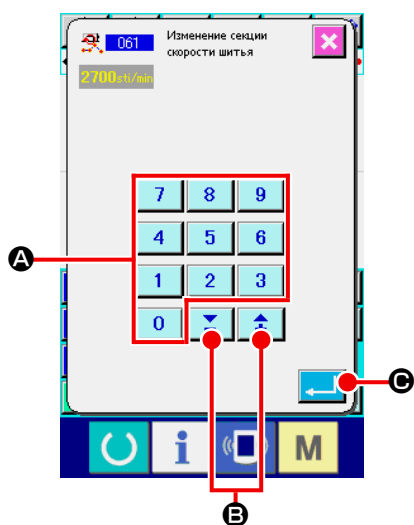 061
Изменение секции
скорости шитья
2700sti/min
7 8 9
4 5 6
1 2 3
0
A
B
C
i
M